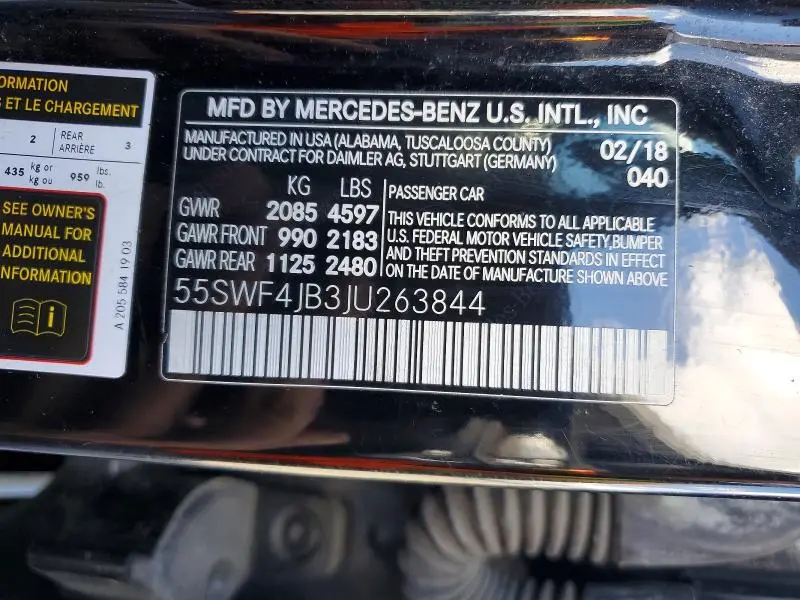 ORMATION
ET LE CHARGEMENT
2 REAR ARRIÈRE 3
435 kg or kg ou 959 lbs. lb.
SEE OWNER'S
MANUAL FOR
ADDITIONAL
INFORMATION
A 205 584 19 03
MFD BY MERCEDES-BENZ U.S. INTL., INC
MANUFACTURED IN USA (ALABAMA, TUSCALOOSA COUNTY)
UNDER CONTRACT FOR DAIMLER AG, STUTTGART (GERMANY)
02/18
040
KG LBS
GWR 2085 4597
GAWR FRONT 990 2183
GAWR REAR 1125 2480
PASSENGER CAR
THIS VEHICLE CONFORMS TO ALL APPLICABLE
U.S. FEDERAL MOTOR VEHICLE SAFETY,BUMPER
AND THEFT PREVENTION STANDARDS IN EFFECT
ON THE DATE OF MANUFACTURE SHOWN ABOVE
55SWF4JB3JU263844